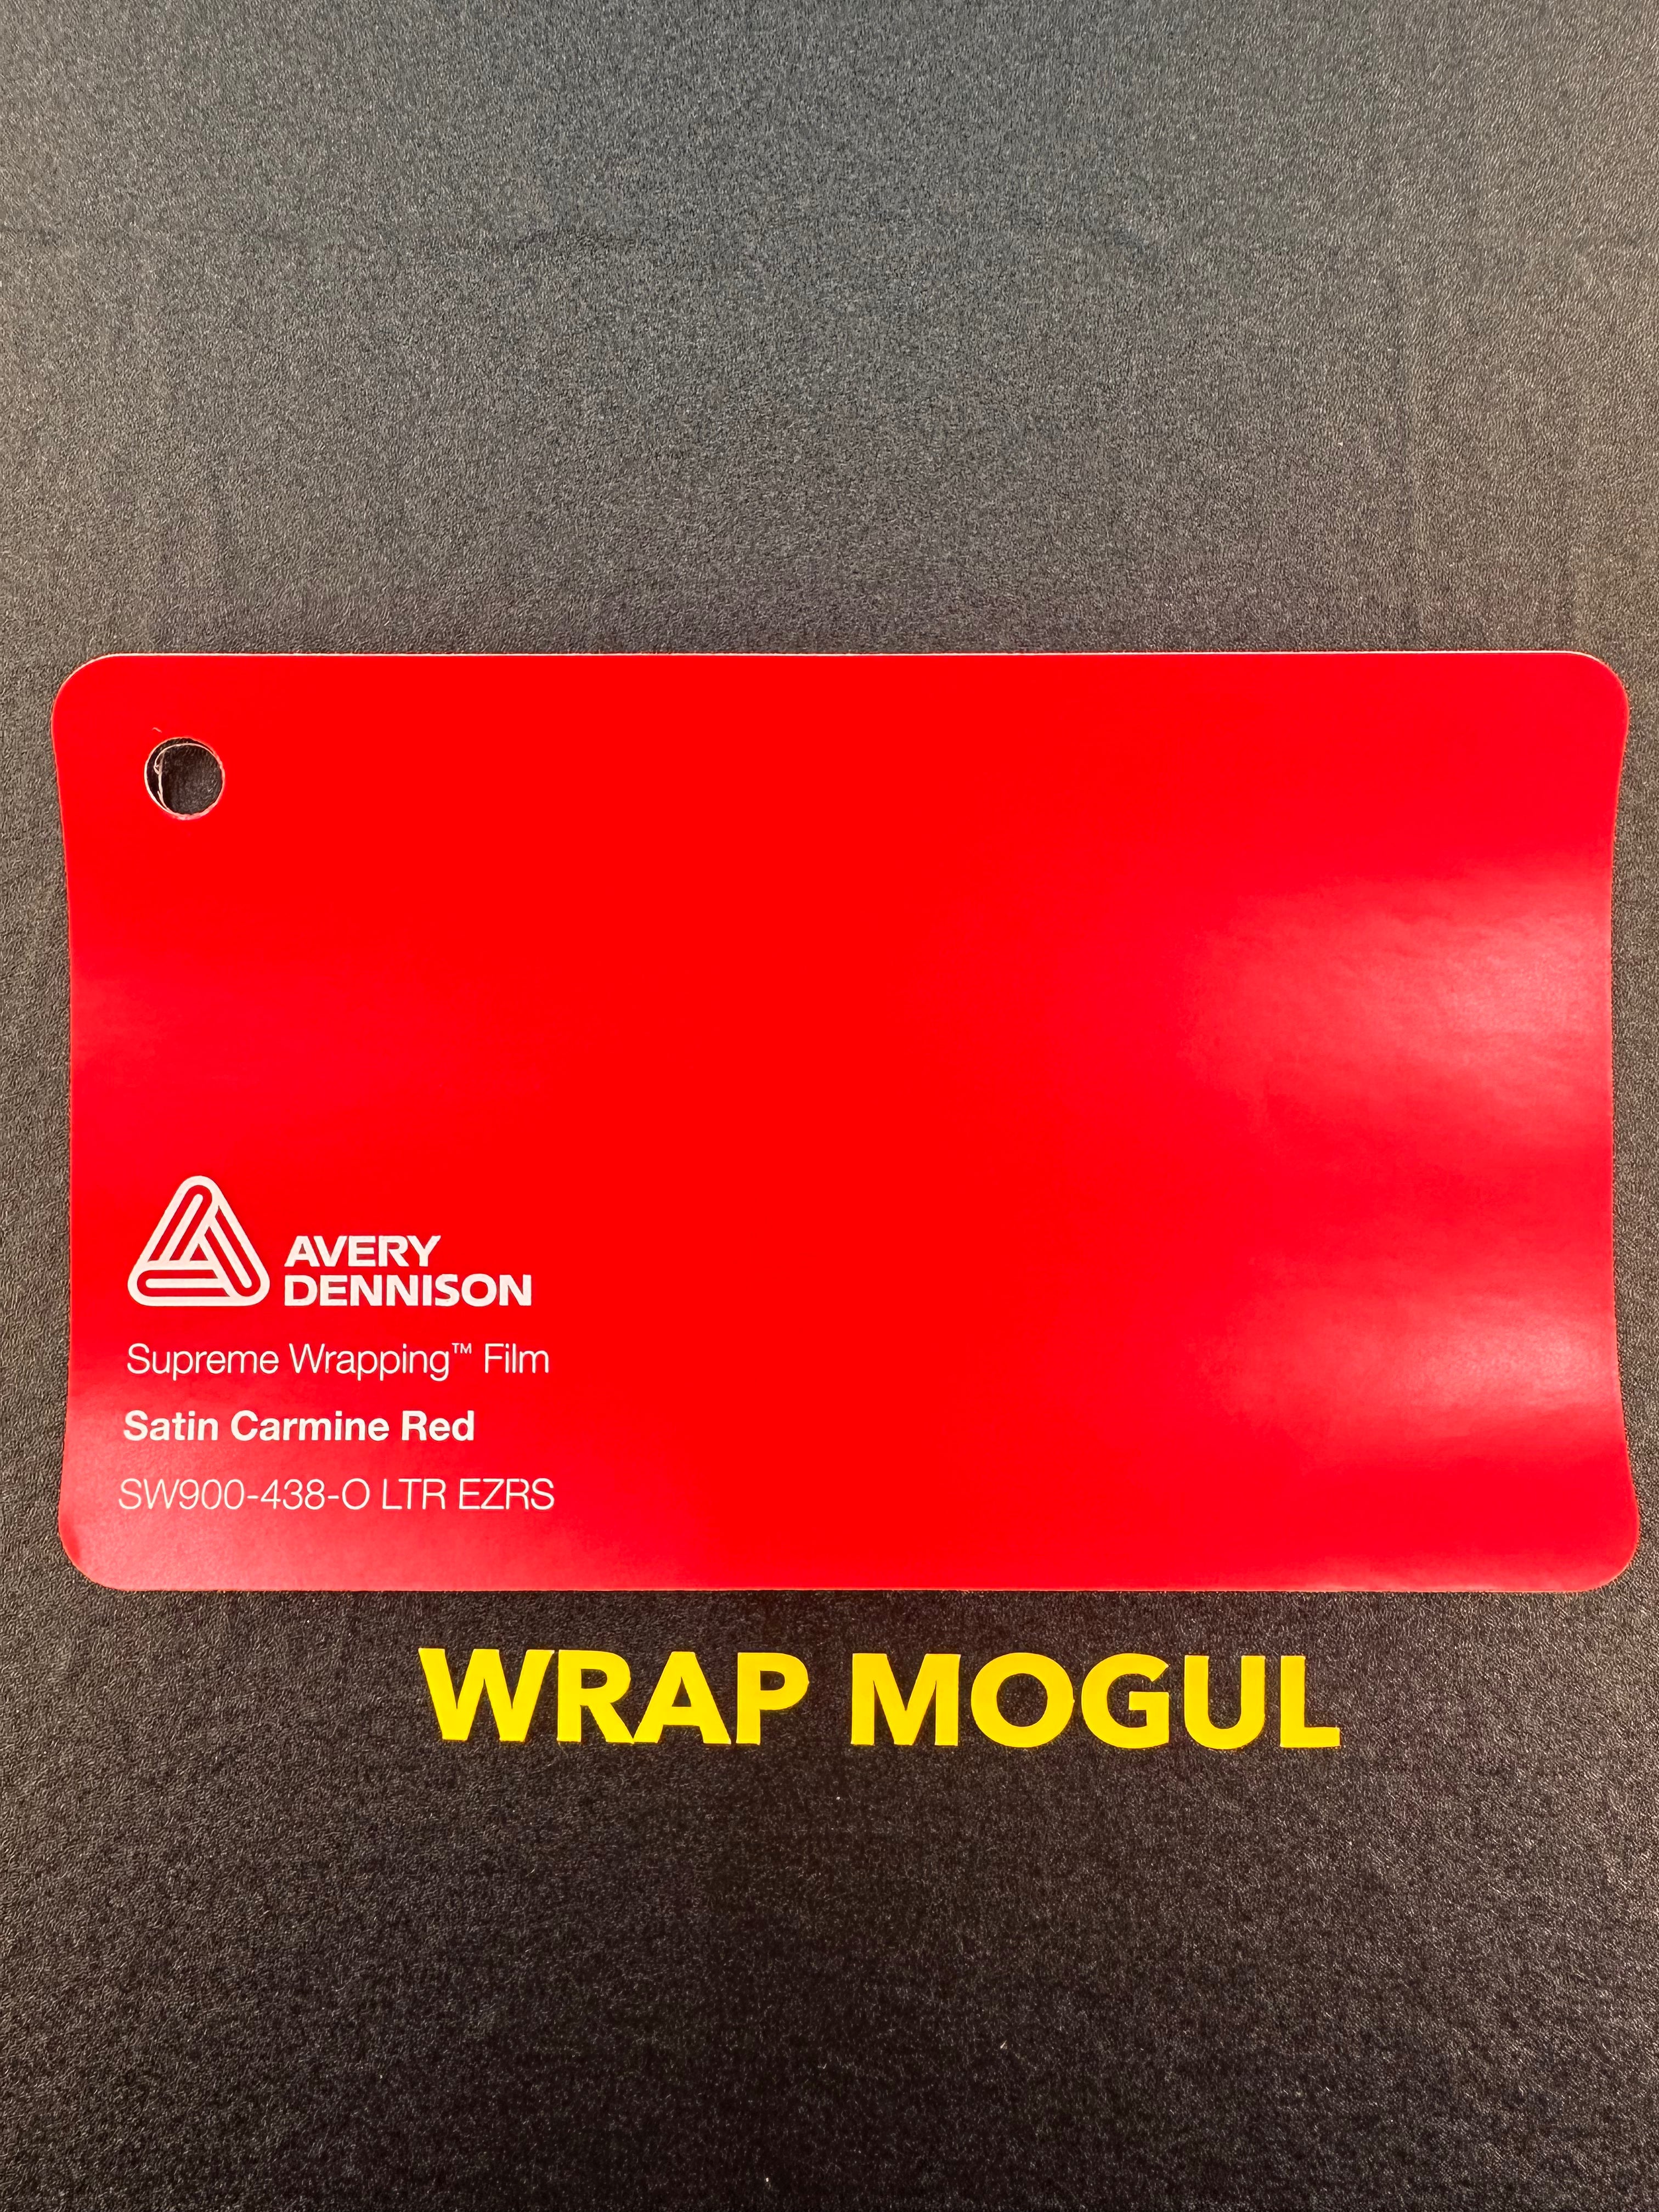 AVERY
DENNISON
Supreme Wrapping™ Film
Satin Carmine Red
SW900-438-O LTR EZRS
WRAP MOGUL